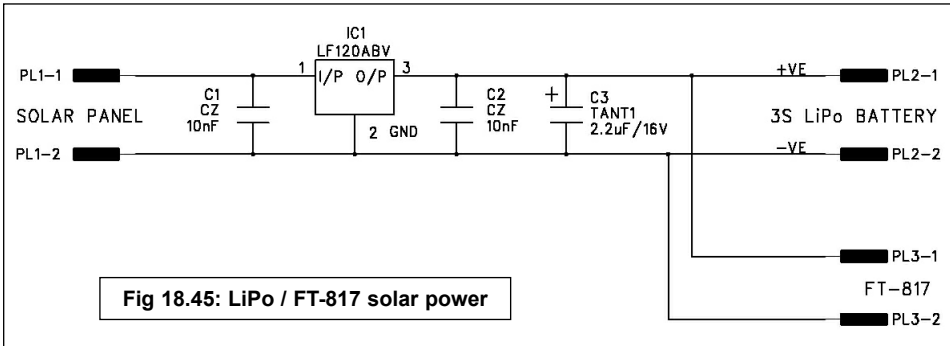 IC1
LF120ABV
PL1-1
1 I/P O/P 3
+VE
PL2-1
SOLAR PANEL
C1
CZ
10nF
2 GND
C2
CZ
10nF
+ C3
TANT1
2.2uF/16V
3S LiPo BATTERY
PL1-2
-VE
PL2-2
PL3-1
FT-817
PL3-2
Fig 18.45: LiPo / FT-817 solar power